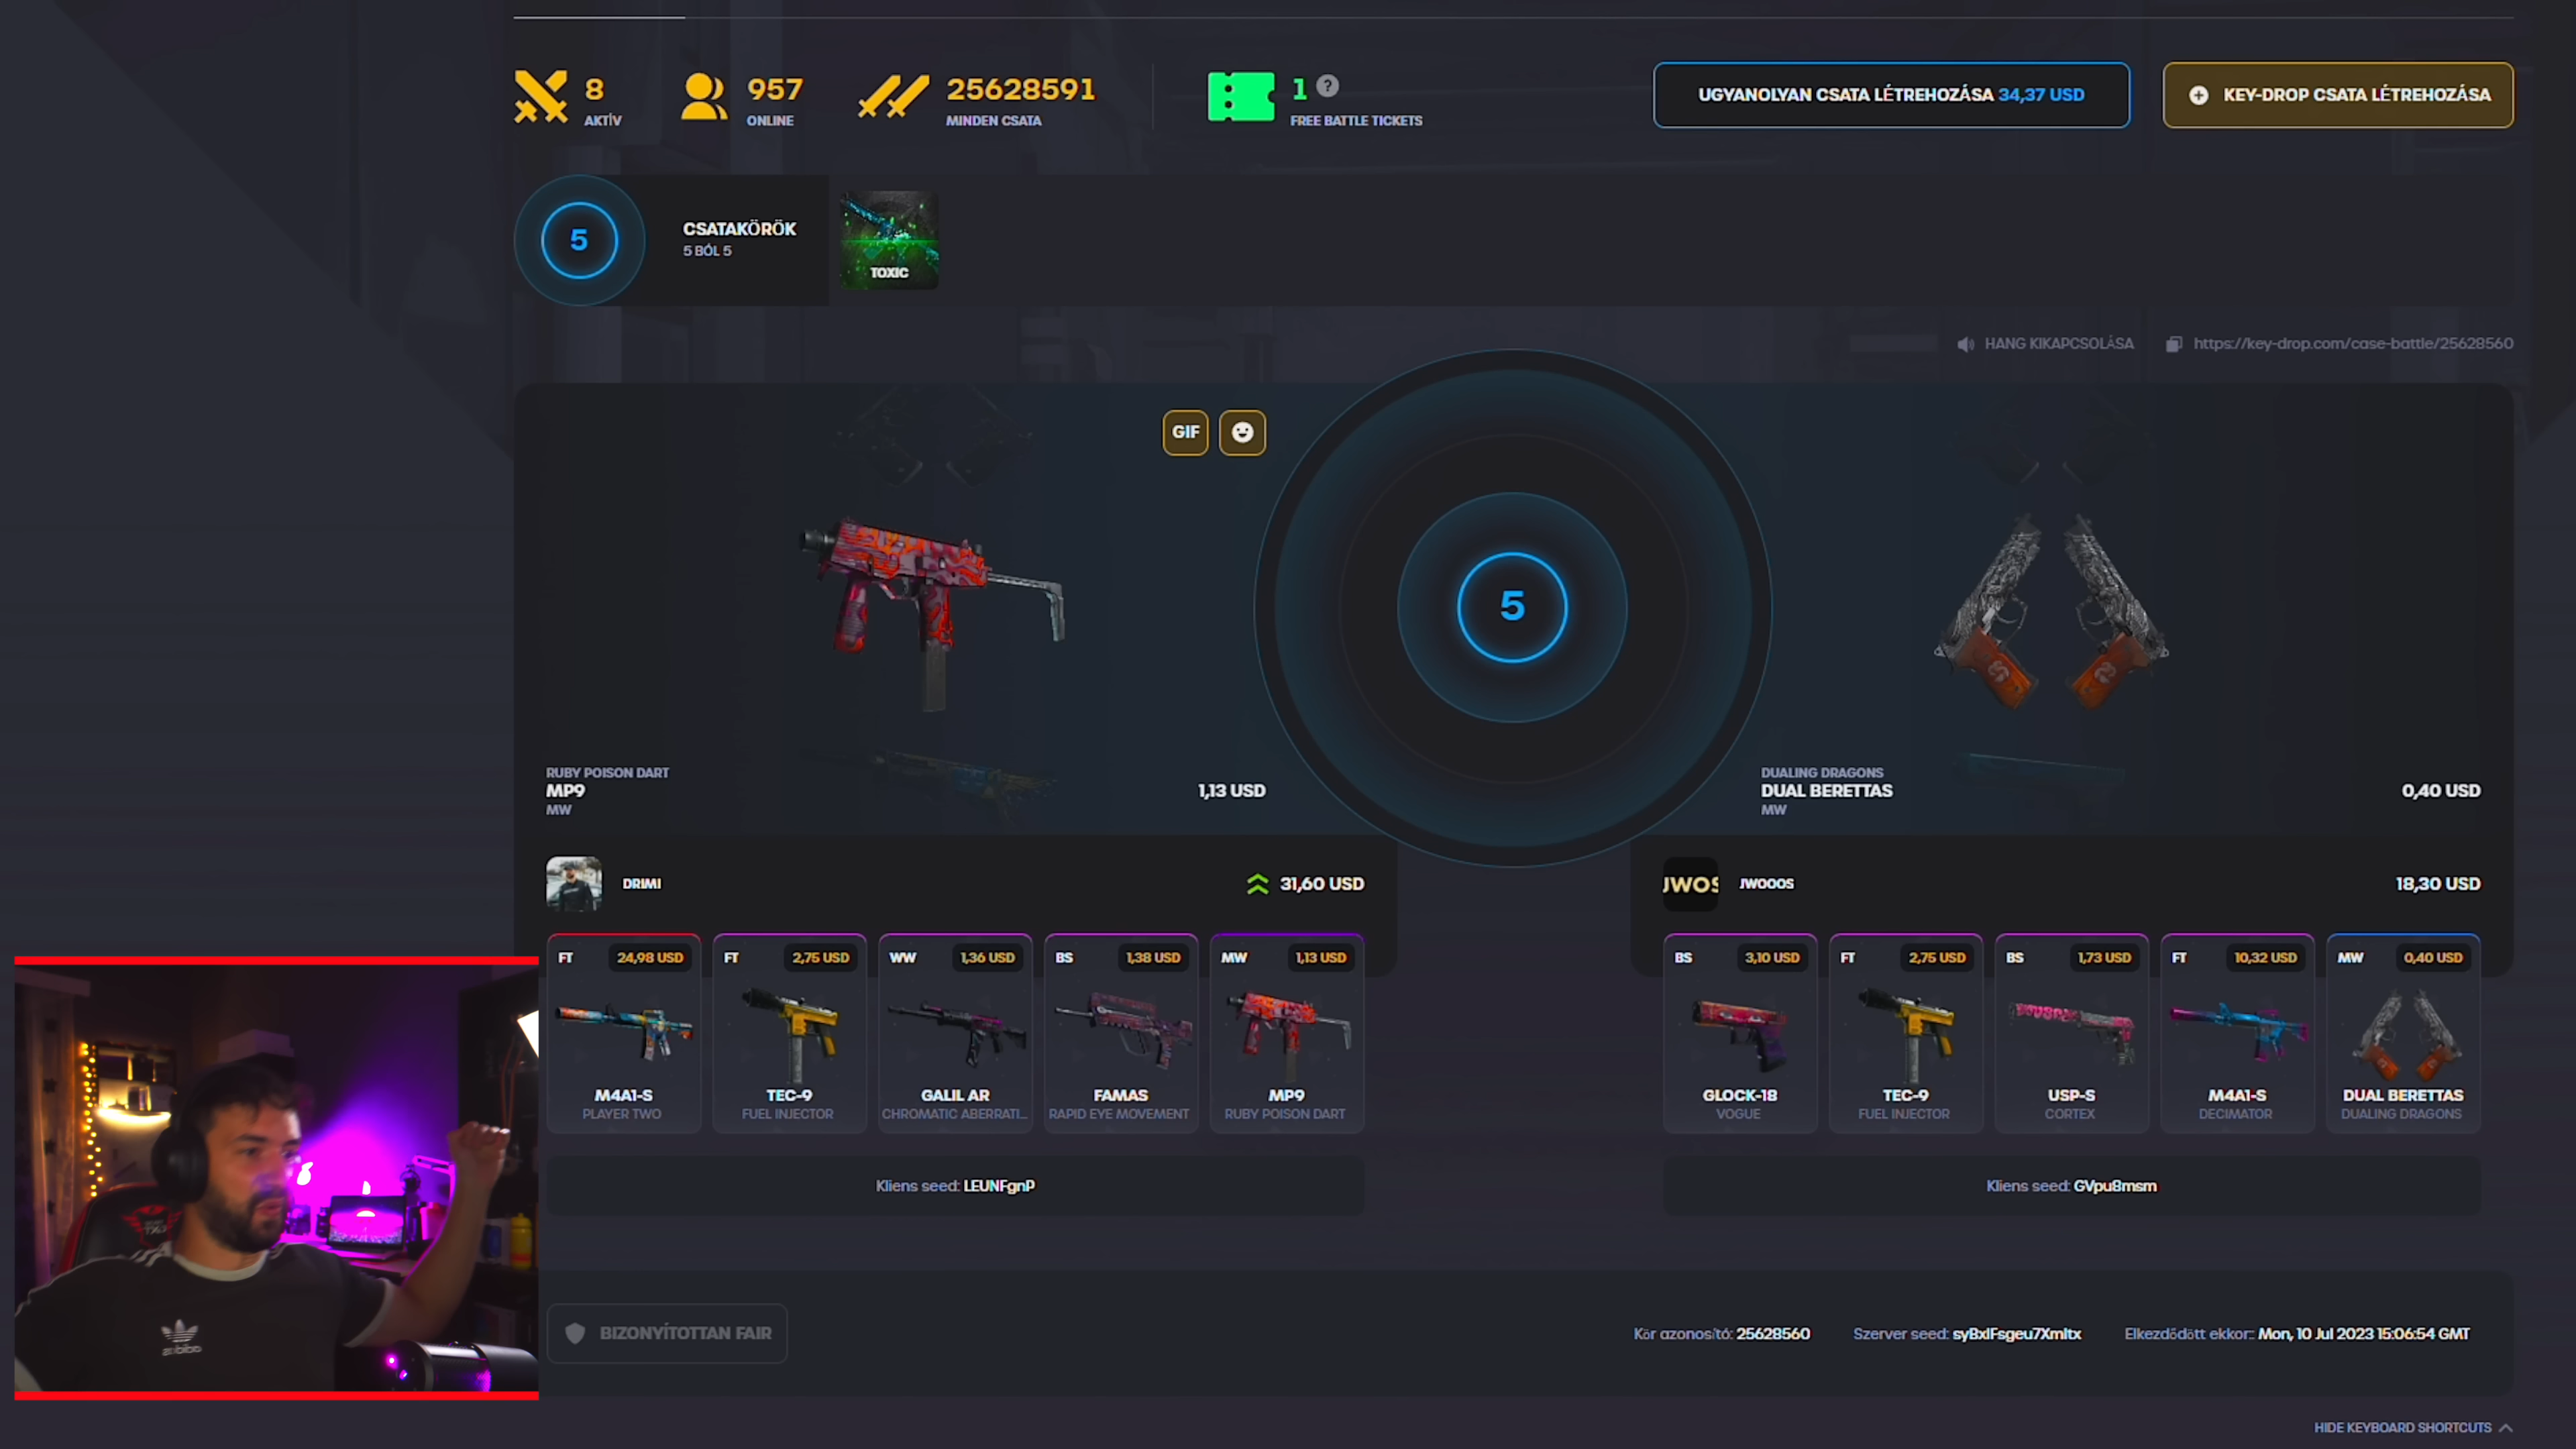 8
AKTÍV
957
ONLINE
25628591
MINDEN CSATA
1 ?
FREE BATTLE TICKETS
UGYANOLYAN CSATA LÉTREHOZÁSA 34,37 USD
KEY-DROP CSATA LÉTREHOZÁSA
5
CSATAKÖRÖK
5 BÓL 5
TOXIC
HANG KIKAPCSOLÁSA
https://key-drop.com/case-battle/25628560
GIF
5
RUBY POISON DART
MP9
MW
1,13 USD
DUALING DRAGONS
DUAL BERETTAS
MW
0,40 USD
DRIMI
31,60 USD
JWOS
JWOOOS
18,30 USD
FT 24,98 USD
M4A1-S
PLAYER TWO
FT 2,75 USD
TEC-9
FUEL INJECTOR
WW 1,36 USD
GALIL AR
CHROMATIC ABERRATI...
BS 1,38 USD
FAMAS
RAPID EYE MOVEMENT
MW 1,13 USD
MP9
RUBY POISON DART
BS 3,10 USD
GLOCK-18
VOGUE
FT 2,75 USD
TEC-9
FUEL INJECTOR
BS 1,73 USD
USP-S
CORTEX
FT 10,32 USD
M4A1-S
DECIMATOR
MW 0,40 USD
DUAL BERETTAS
DUALING DRAGONS
Kliens seed: LEUNFgnP
Kliens seed: GVpu8msm
BIZONYÍTOTTAN FAIR
Kör azonosító: 25628560
Szerver seed: syBxlFsgeu7Xmltx
Elkezdődött ekkor:: Mon, 10 Jul 2023 15:06:54 GMT
HIDE KEYBOARD SHORTCUTS